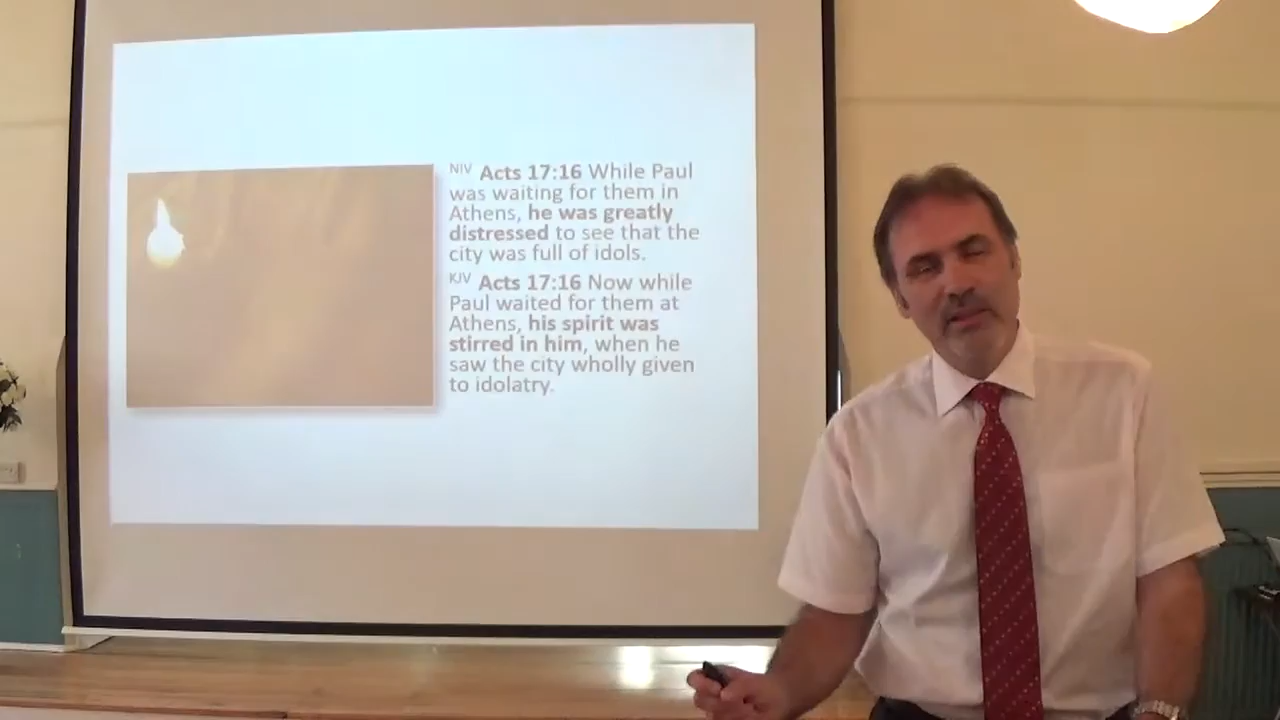 NIV Acts 17:16 While Paul
was waiting for them in
Athens, he was greatly
distressed to see that the
city was full of idols.
KJV Acts 17:16 Now while
Paul waited for them at
Athens, his spirit was
stirred in him, when he
saw the city wholly given
to idolatry.